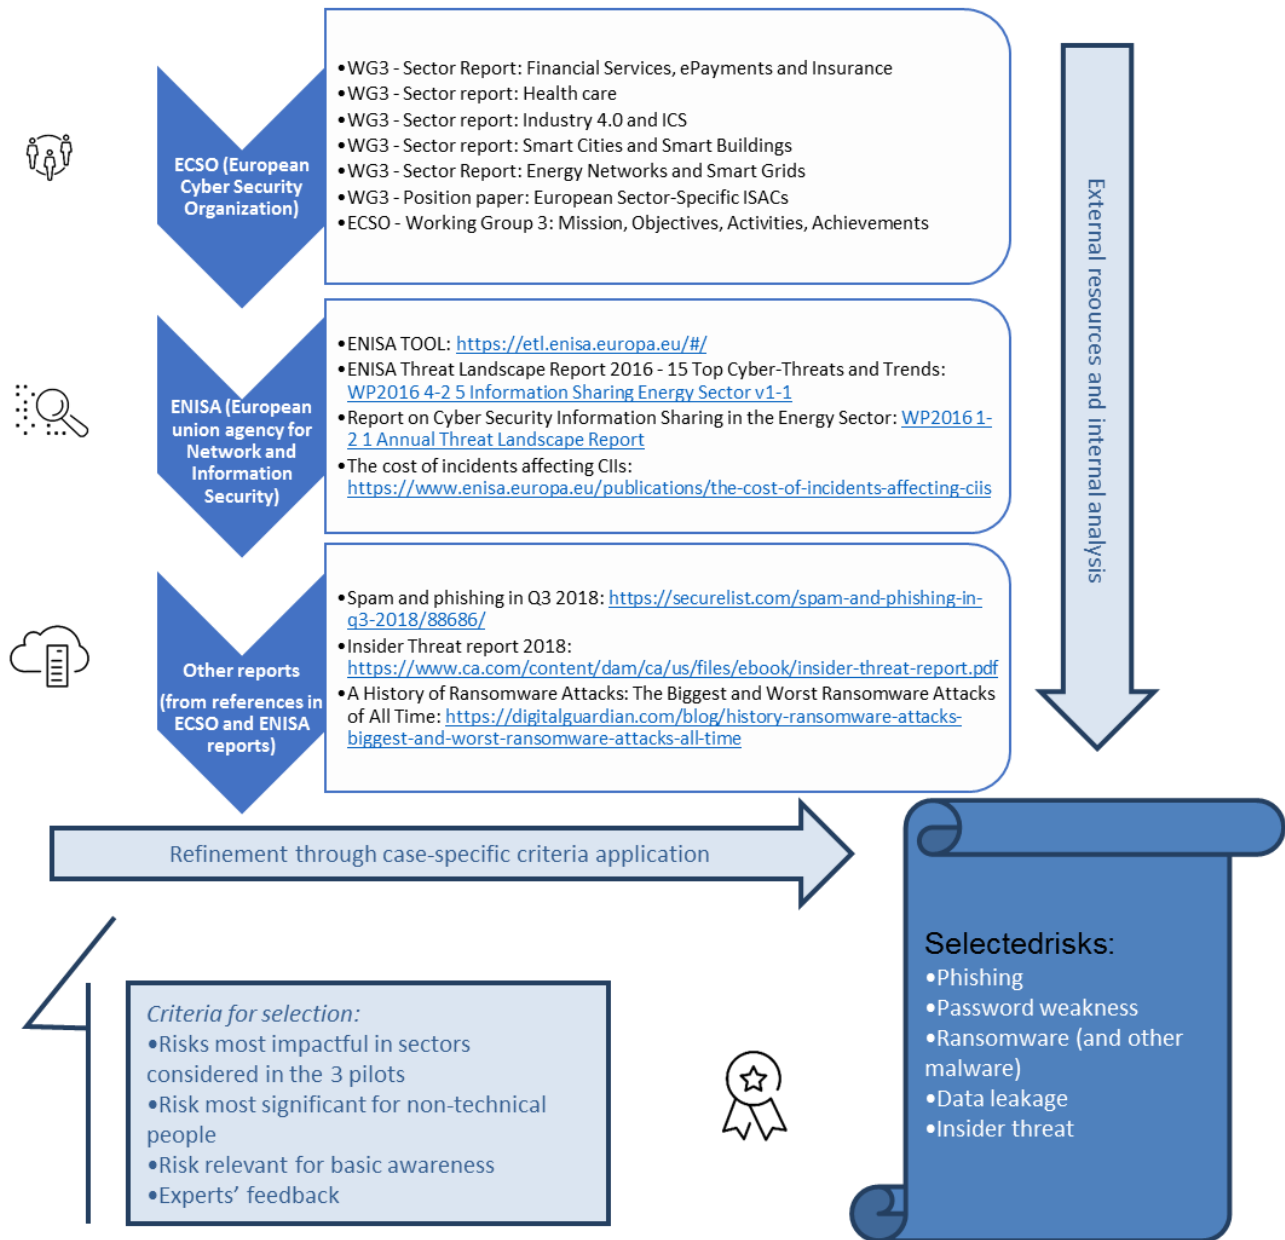 ECSO (European
Cyber Security
Organization)
•WG3 - Sector Report: Financial Services, ePayments and Insurance
•WG3 - Sector report: Health care
•WG3 - Sector report: Industry 4.0 and ICS
•WG3 - Sector report: Smart Cities and Smart Buildings
•WG3 - Sector Report: Energy Networks and Smart Grids
•WG3 - Position paper: European Sector-Specific ISACs
•ECSO - Working Group 3: Mission, Objectives, Activities, Achievements
ENISA (European
union agency for
Network and
Information
Security)
•ENISA TOOL: https://etl.enisa.europa.eu/#/
•ENISA Threat Landscape Report 2016 - 15 Top Cyber-Threats and Trends:
WP2016 4-2 5 Information Sharing Energy Sector v1-1
•Report on Cyber Security Information Sharing in the Energy Sector: WP2016 1-
2 1 Annual Threat Landscape Report
•The cost of incidents affecting CIIs:
https://www.enisa.europa.eu/publications/the-cost-of-incidents-affecting-ciis
Other reports
(from references in
ECSO and ENISA
reports)
•Spam and phishing in Q3 2018: https://securelist.com/spam-and-phishing-in-
q3-2018/88686/
•Insider Threat report 2018:
https://www.ca.com/content/dam/ca/us/files/ebook/insider-threat-report.pdf
•A History of Ransomware Attacks: The Biggest and Worst Ransomware Attacks
of All Time: https://digitalguardian.com/blog/history-ransomware-attacks-
biggest-and-worst-ransomware-attacks-all-time
External resources and internal analysis
Refinement through case-specific criteria application
Criteria for selection:
•Risks most impactful in sectors
considered in the 3 pilots
•Risk most significant for non-technical
people
•Risk relevant for basic awareness
•Experts’ feedback
Selectedrisks:
•Phishing
•Password weakness
•Ransomware (and other
malware)
•Data leakage
•Insider threat